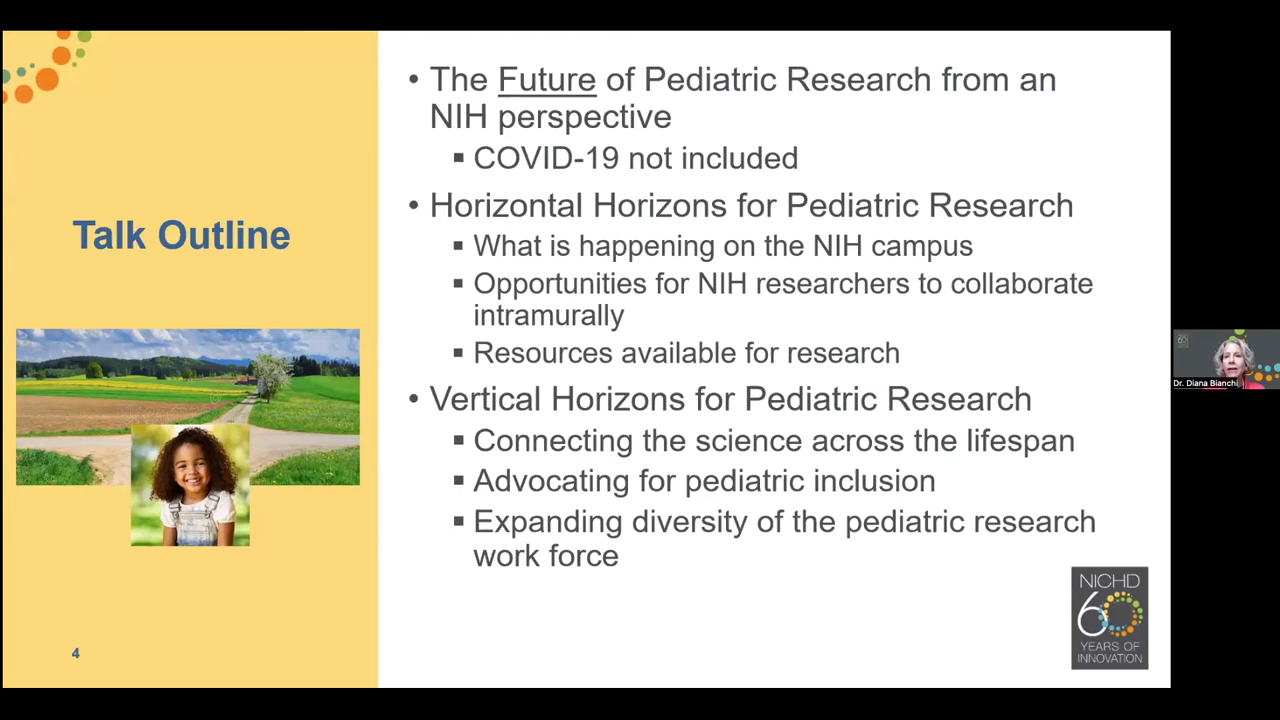 Talk Outline
4
• The Future of Pediatric Research from an
NIH perspective
▪ COVID-19 not included
• Horizontal Horizons for Pediatric Research
▪ What is happening on the NIH campus
▪ Opportunities for NIH researchers to collaborate
intramurally
▪ Resources available for research
• Vertical Horizons for Pediatric Research
▪ Connecting the science across the lifespan
▪ Advocating for pediatric inclusion
▪ Expanding diversity of the pediatric research
work force
NICHD
60
YEARS OF
INNOVATION
60
Dr. Diana Bianchi